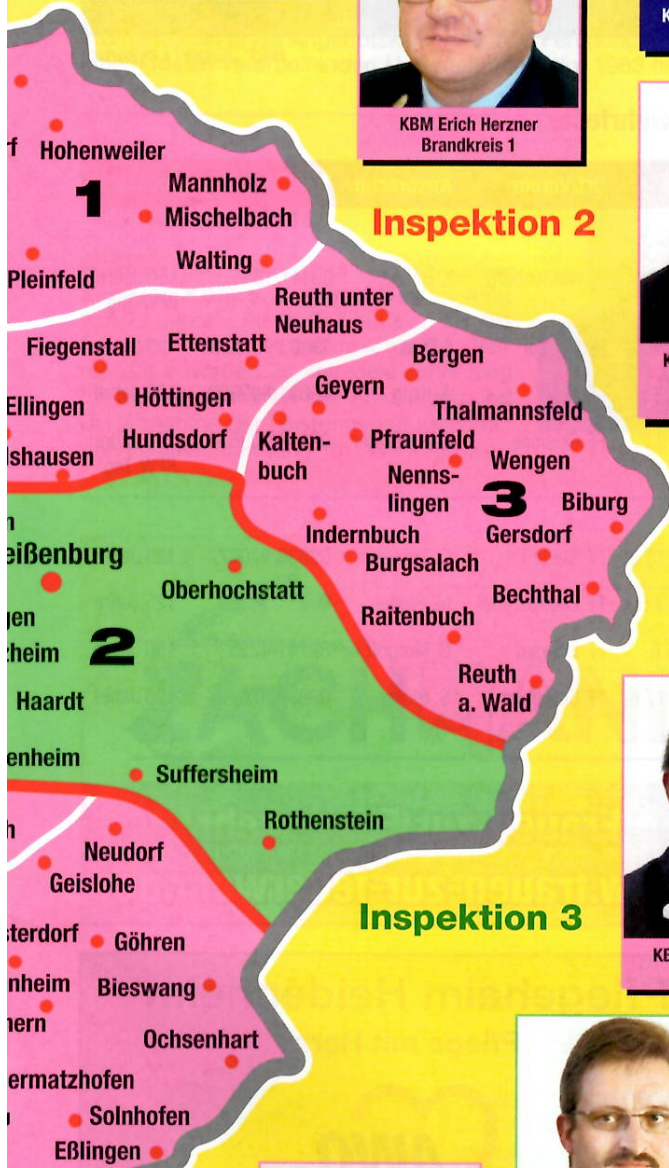 KBM Erich Herzner
Brandkreis 1
Hohenweiler
1
Mannholz
Mischelbach
Inspektion 2
Walting
Pleinfeld
Reuth unter
Neuhaus
Fiegenstall
Ettenstatt
Bergen
Geyern
Ellingen
Höttingen
Thalmannsfeld
Hundsdorf
Kalten-
buch
Pfraunfeld
Wengen
Nenns-
lingen
3
Biburg
Indernbuch
Gersdorf
Burgsalach
Oberhochstatt
Bechthal
Raitenbuch
2
Reuth
a. Wald
Haardt
Suffersheim
Rothenstein
Neudorf
Geislohe
Inspektion 3
Göhren
Bieswang
Ochsenhart
Solnhofen
Eßlingen